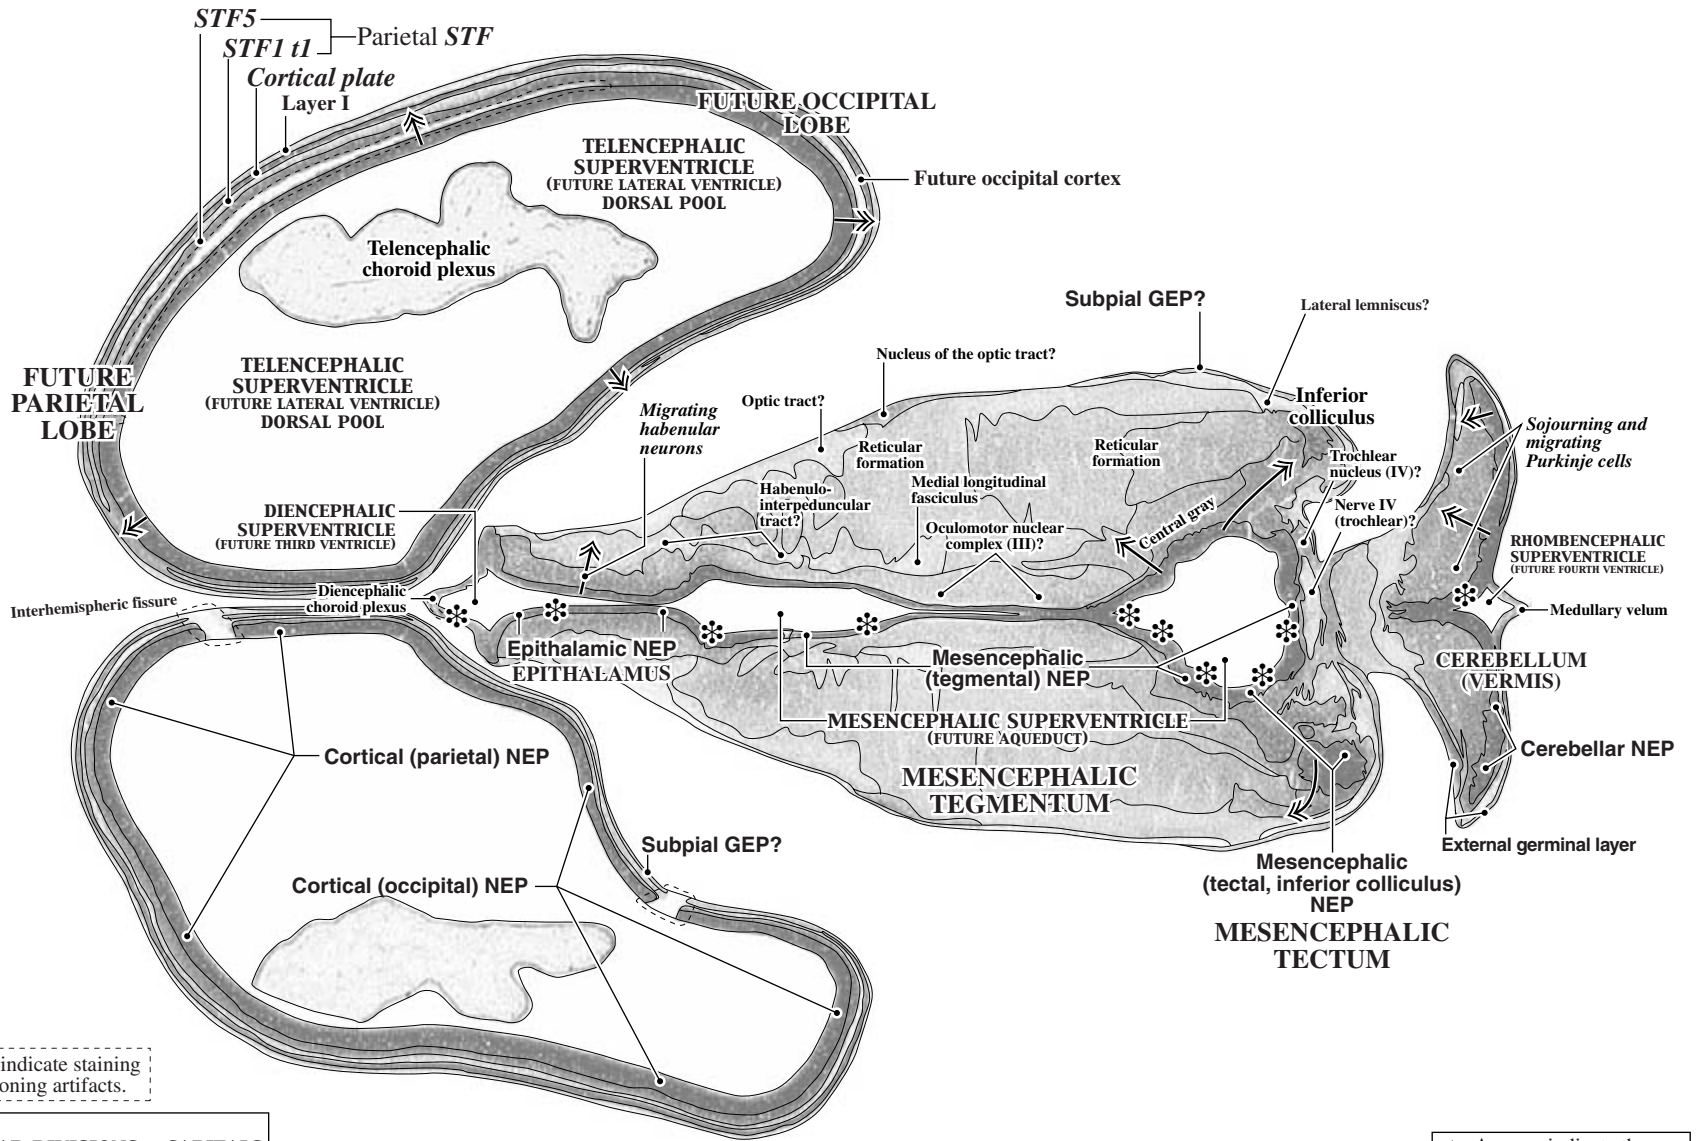 STF5
STF1 t1
Parietal STF
Cortical plate
Layer I
FUTURE OCCIPITAL
LOBE
TELENCEPHALIC
SUPERVENTRICLE
(FUTURE LATERAL VENTRICLE)
DORSAL POOL
Future occipital cortex
Telencephalic
choroid plexus
FUTURE
PARIETAL
LOBE
TELENCEPHALIC
SUPERVENTRICLE
(FUTURE LATERAL VENTRICLE)
DORSAL POOL
Subpial GEP?
Lateral lemniscus?
Nucleus of the optic tract?
Optic tract?
Migrating
habenular
neurons
Inferior
colliculus
Reticular
formation
Reticular
formation
Sojourning and
migrating
Purkinje cells
Trochlear
nucleus (IV)?
Habenulo-
interpeduncular
tract?
Medial longitudinal
fasciculus
Nerve IV
(trochlear)?
Central gray
Oculomotor nuclear
complex (III)?
DIENCEPHALIC
SUPERVENTRICLE
(FUTURE THIRD VENTRICLE)
RHOMBENCEPHALIC
SUPERVENTRICLE
(FUTURE FOURTH VENTRICLE)
Interhemispheric fissure
Diencephalic
choroid plexus
Medullary velum
Epithalamic NEP
EPITHALAMUS
Mesencephalic
(tegmental) NEP
CEREBELLUM
(VERMIS)
MESENCEPHALIC SUPERVENTRICLE
(FUTURE AQUEDUCT)
Cortical (parietal) NEP
MESENCEPHALIC
TEGMENTUM
Cerebellar NEP
Subpial GEP?
External germinal layer
Cortical (occipital) NEP
Mesencephalic
(tectal, inferior colliculus)
NEP
MESENCEPHALIC
TECTUM
indicate staining
oning artifacts.